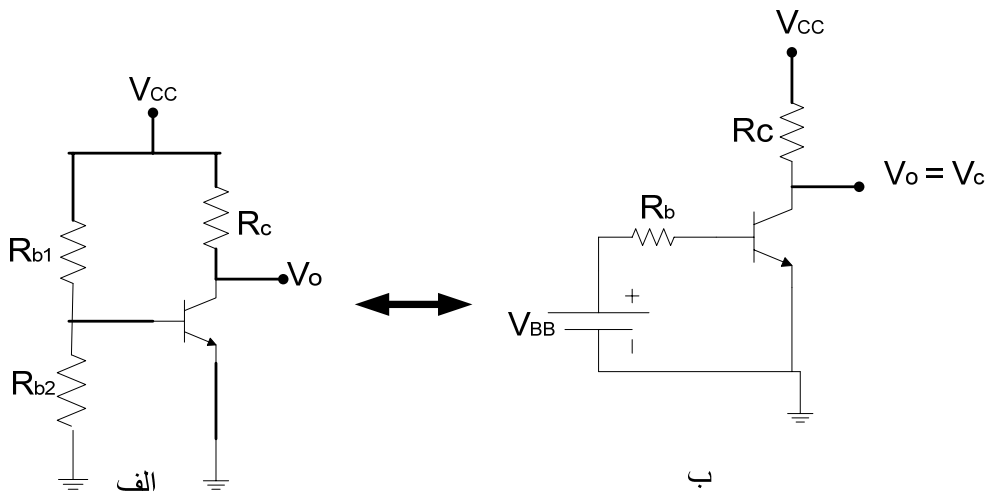 VCC
Rb1
Rc
Vo
Rb2
الف
VCC
RC
Vo = Vc
Rb
+
VBB
ب